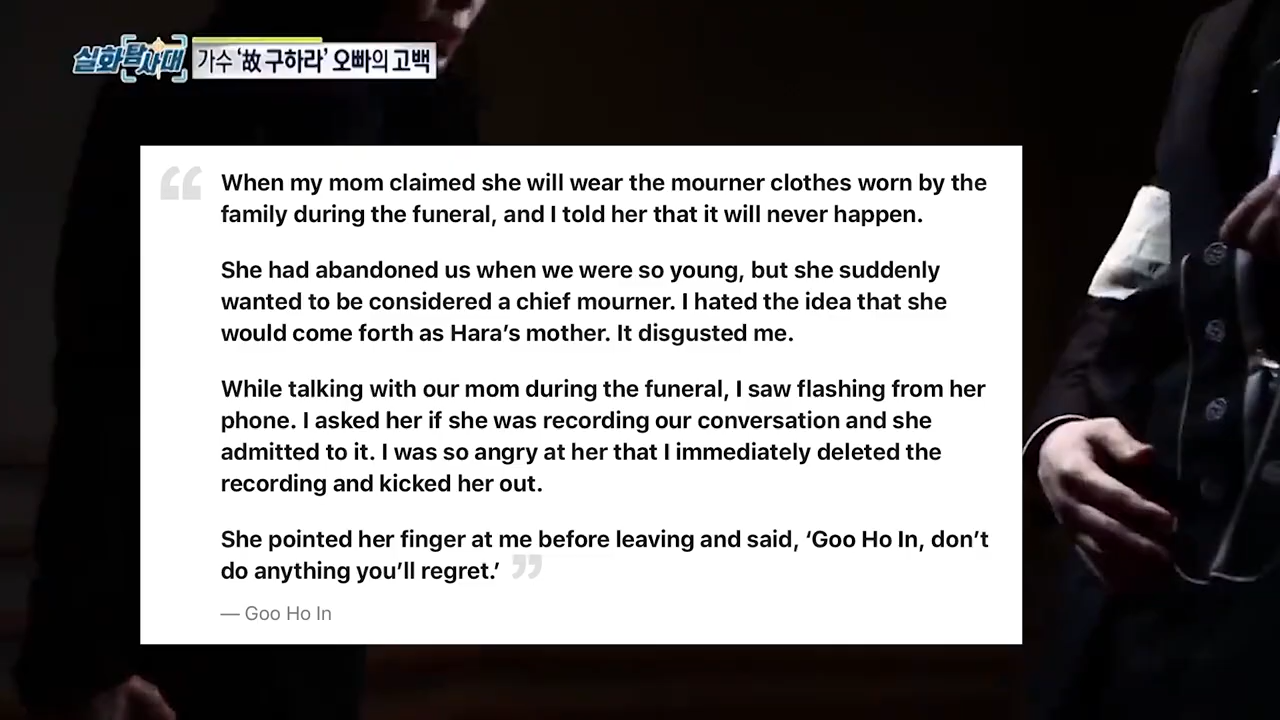 실화탐사대
가수 ‘故 구하라’ 오빠의 고백
“
When my mom claimed she will wear the mourner clothes worn by the
family during the funeral, and I told her that it will never happen.
She had abandoned us when we were so young, but she suddenly
wanted to be considered a chief mourner. I hated the idea that she
would come forth as Hara’s mother. It disgusted me.
While talking with our mom during the funeral, I saw flashing from her
phone. I asked her if she was recording our conversation and she
admitted to it. I was so angry at her that I immediately deleted the
recording and kicked her out.
She pointed her finger at me before leaving and said, ‘Goo Ho In, don’t
do anything you’ll regret.’ ”
— Goo Ho In